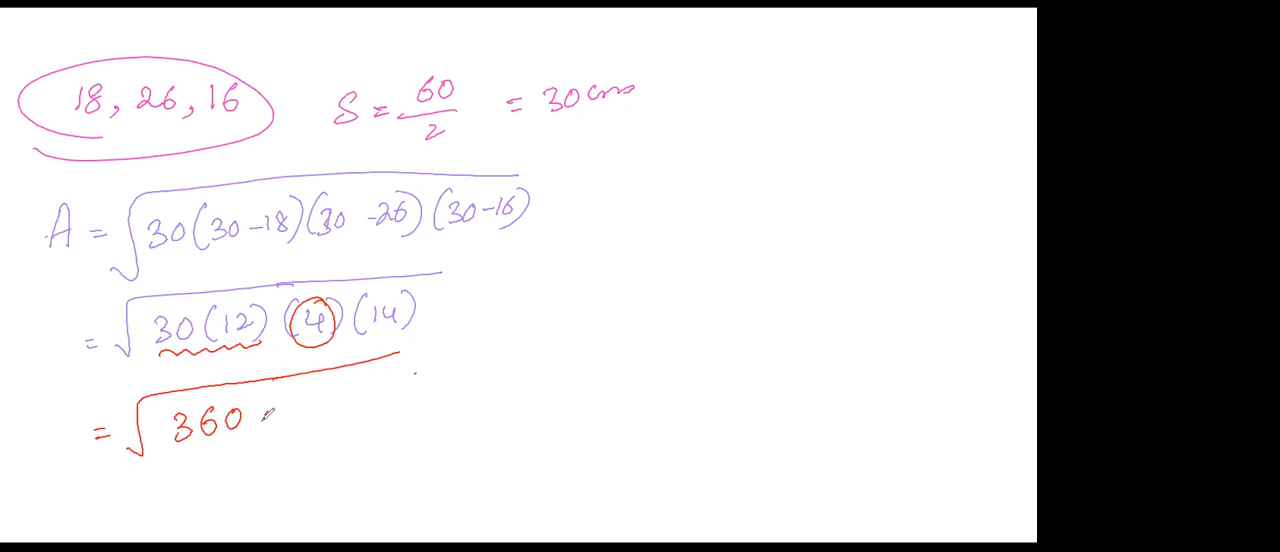 18, 26, 16 S = 60/2 = 30 cms
A = √30(30-18)(30-26)(30-16)
= √30(12)(4)(14)
= √360